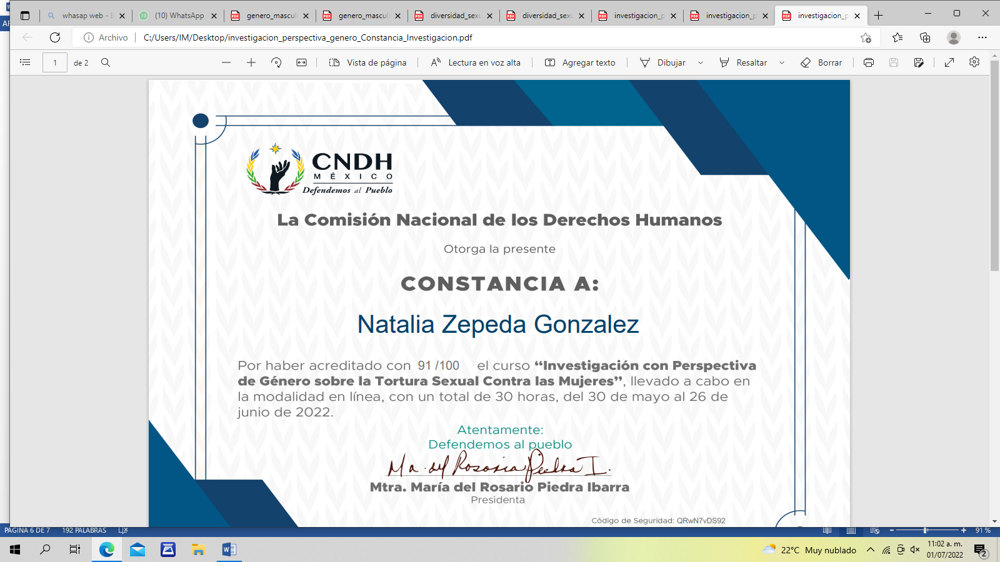 whasap web - B
(10) WhatsApp
genero_mascul
genero_mascul
diversidad_sexu
diversidad_sexu
investigacion_p
investigacion_p
investigacion_p
Archivo
C:/Users/IM/Desktop/investigacion_perspectiva_genero_Constancia_Investigacion.pdf
1 de 2
Vista de página
Lectura en voz alta
Agregar texto
Dibujar
Resaltar
Borrar
CNDH
MÉXICO
Defendemos al Pueblo
La Comisión Nacional de los Derechos Humanos
Otorga la presente
CONSTANCIA A:
Natalia Zepeda Gonzalez
Por haber acreditado con 91 /100 el curso “Investigación con Perspectiva
de Género sobre la Tortura Sexual Contra las Mujeres”, llevado a cabo en
la modalidad en línea, con un total de 30 horas, del 30 de mayo al 26 de
junio de 2022.
Atentamente:
Defendemos al pueblo
Ma. del Rosario Piedra I.
Mtra. María del Rosario Piedra Ibarra
Presidenta
Código de Seguridad: QRwN7vDS92
PÁGINA 6 DE 7 192 PALABRAS
91 %
22°C Muy nublado
11:02 a. m.
01/07/2022
2